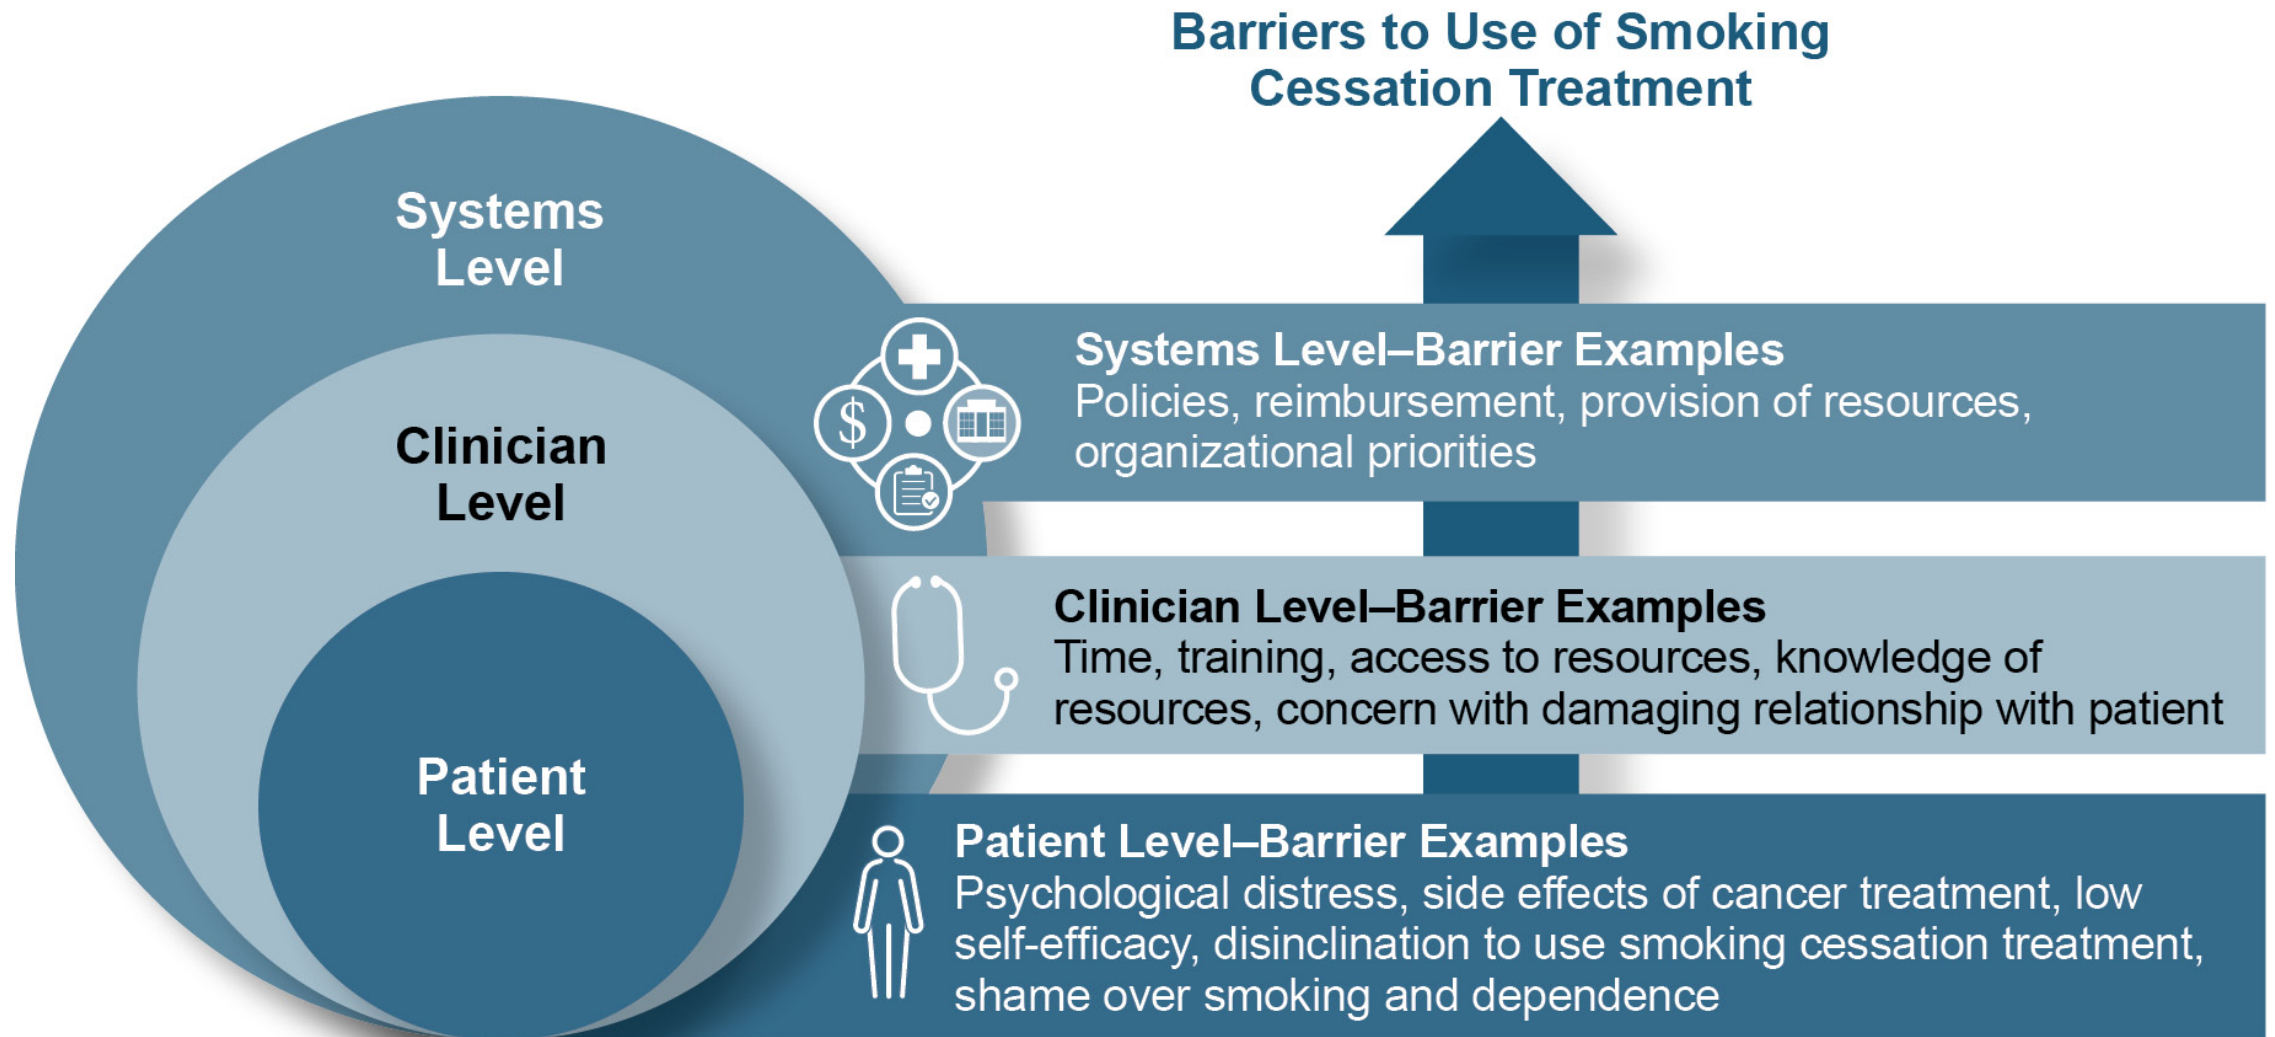 Barriers to Use of Smoking
Cessation Treatment
Systems
Level
Clinician
Level
Patient
Level
$
Systems Level–Barrier Examples
Policies, reimbursement, provision of resources,
organizational priorities
Clinician Level–Barrier Examples
Time, training, access to resources, knowledge of
resources, concern with damaging relationship with patient
Patient Level–Barrier Examples
Psychological distress, side effects of cancer treatment, low
self-efficacy, disinclination to use smoking cessation treatment,
shame over smoking and dependence